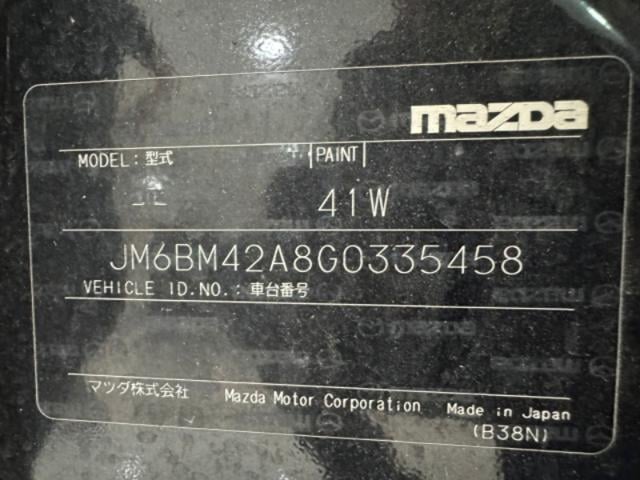 mazda
MODEL: 型式 PAINT
-- 41W
JM6BM42A8G0335458
VEHICLE ID.NO.: 車台番号
マツダ株式会社 Mazda Motor Corporation Made in Japan
(B38N)